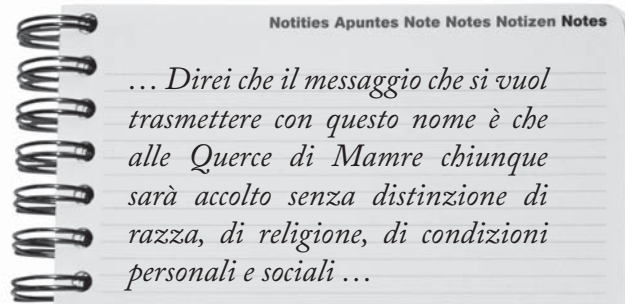 Notities Apuntes Note Notes Notizen Notes
… Direi che il messaggio che si vuol
trasmettere con questo nome è che
alle Querce di Mamre chiunque
sarà accolto senza distinzione di
razza, di religione, di condizioni
personali e sociali …